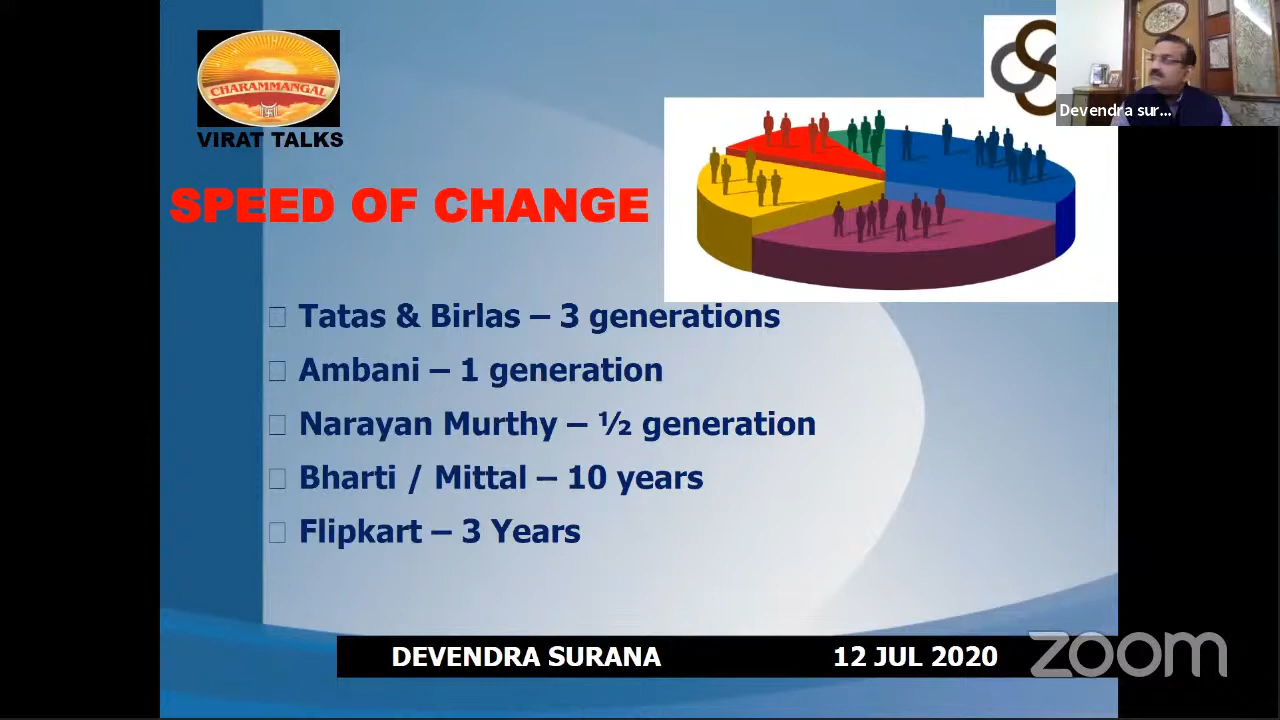 CHARAMMANGAL
VIRAT TALKS
Devendra sur...
SPEED OF CHANGE
Tatas & Birlas – 3 generations
Ambani – 1 generation
Narayan Murthy – ½ generation
Bharti / Mittal – 10 years
Flipkart – 3 Years
DEVENDRA SURANA 12 JUL 2020
zoom